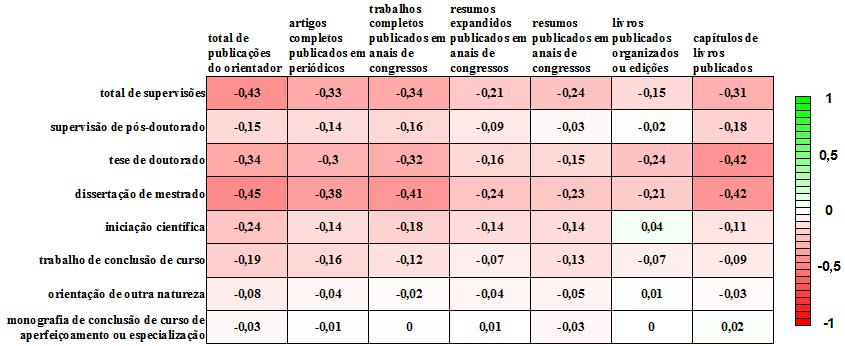 total de
publicações
do orientador
artigos
completos
publicados em
periódicos
trabalhos
completos
publicados em
anais de
congressos
resumos
expandidos
publicados em
anais de
congressos
resumos
publicados em
anais de
congressos
livros
publicados
organizados
ou edições
capítulos de
livros
publicados
total de supervisões -0,43 -0,33 -0,34 -0,21 -0,24 -0,15 -0,31
supervisão de pós-doutorado -0,15 -0,14 -0,16 -0,09 -0,03 -0,02 -0,18
tese de doutorado -0,34 -0,3 -0,32 -0,16 -0,15 -0,24 -0,42
dissertação de mestrado -0,45 -0,38 -0,41 -0,24 -0,23 -0,21 -0,42
iniciação científica -0,24 -0,14 -0,18 -0,14 -0,14 0,04 -0,11
trabalho de conclusão de curso -0,19 -0,16 -0,12 -0,07 -0,13 -0,07 -0,09
orientação de outra natureza -0,08 -0,04 -0,02 -0,04 -0,05 0,01 -0,03
monografia de conclusão de curso de
aperfeiçoamento ou especialização
-0,03 -0,01 0 0,01 -0,03 0 0,02
1
0,5
0
-0,5
-1